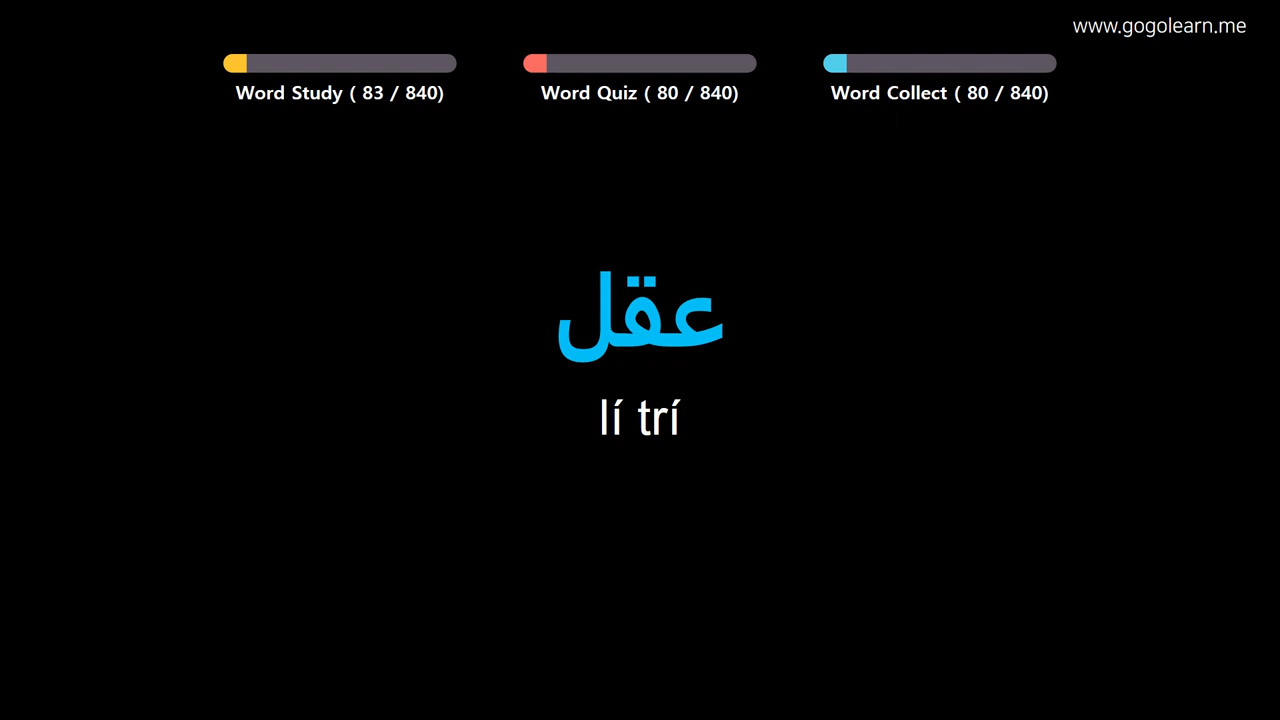 www.gogolearn.me
Word Study ( 83 / 840)
Word Quiz ( 80 / 840)
Word Collect ( 80 / 840)
عقل
lí trí